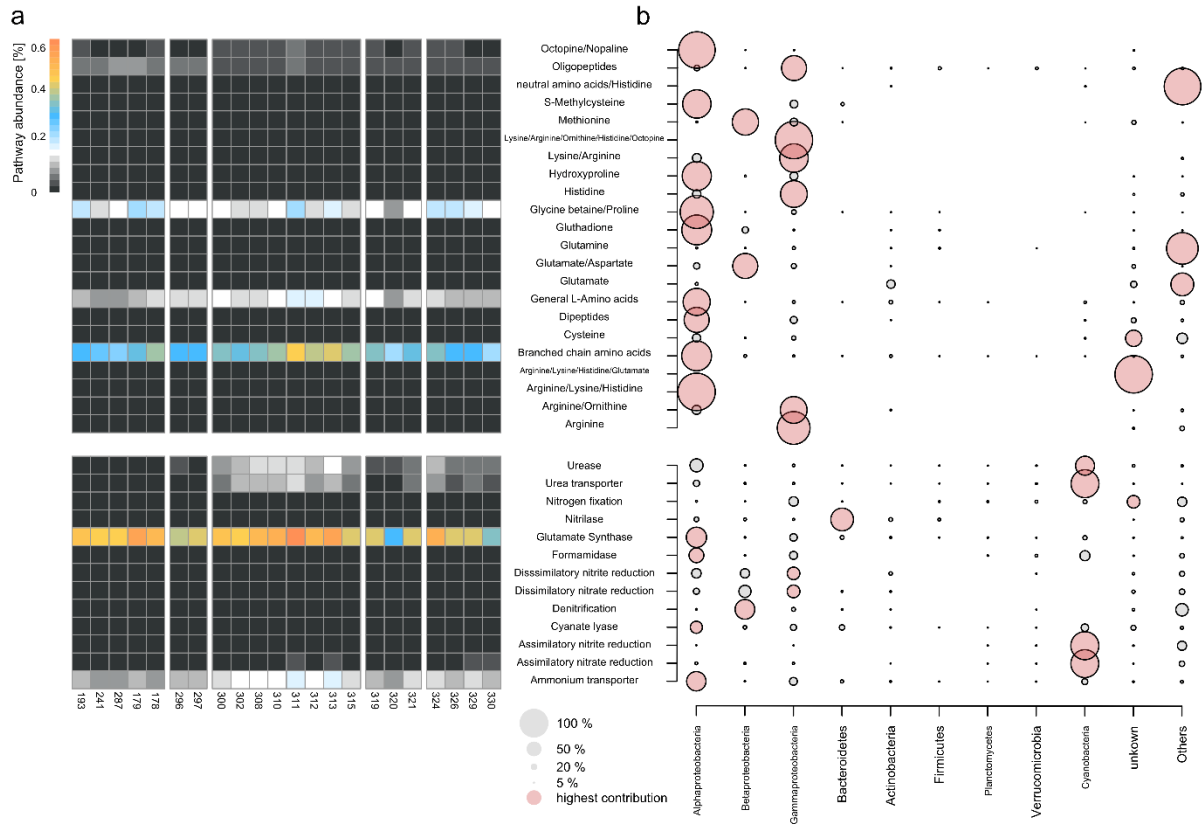 a
b
Pathway abundance [%]
0.6
0.4
0.2
0
Octopine/Nopaline
Oligopeptides
neutral amino acids/Histidine
S-Methylcysteine
Methionine
Lysine/Arginine/Ornithine/Histidine/Octopine
Lysine/Arginine
Hydroxyproline
Histidine
Glycine betaine/Proline
Gluthadione
Glutamine
Glutamate/Aspartate
Glutamate
General L-Amino acids
Dipeptides
Cysteine
Branched chain amino acids
Arginine/Lysine/Histidine/Glutamate
Arginine/Lysine/Histidine
Arginine/Ornithine
Arginine
Urease
Urea transporter
Nitrogen fixation
Nitrilase
Glutamate Synthase
Formamidase
Disssimilatory nitrite reduction
Dissimilatory nitrate reduction
Denitrification
Cyanate lyase
Assimilatory nitrite reduction
Assimilatory nitrate reduction
Ammonium transporter
193
241
287
179
178
296
297
300
302
308
310
311
312
313
315
319
320
321
324
326
329
330
100 %
50 %
20 %
5 %
highest contribution
Alphaproteobacteria
Betaproteobacteria
Gammaproteobacteria
Bacteroidetes
Actinobacteria
Firmicutes
Planctomycetes
Verrucomicrobia
Cyanobacteria
unkown
Others